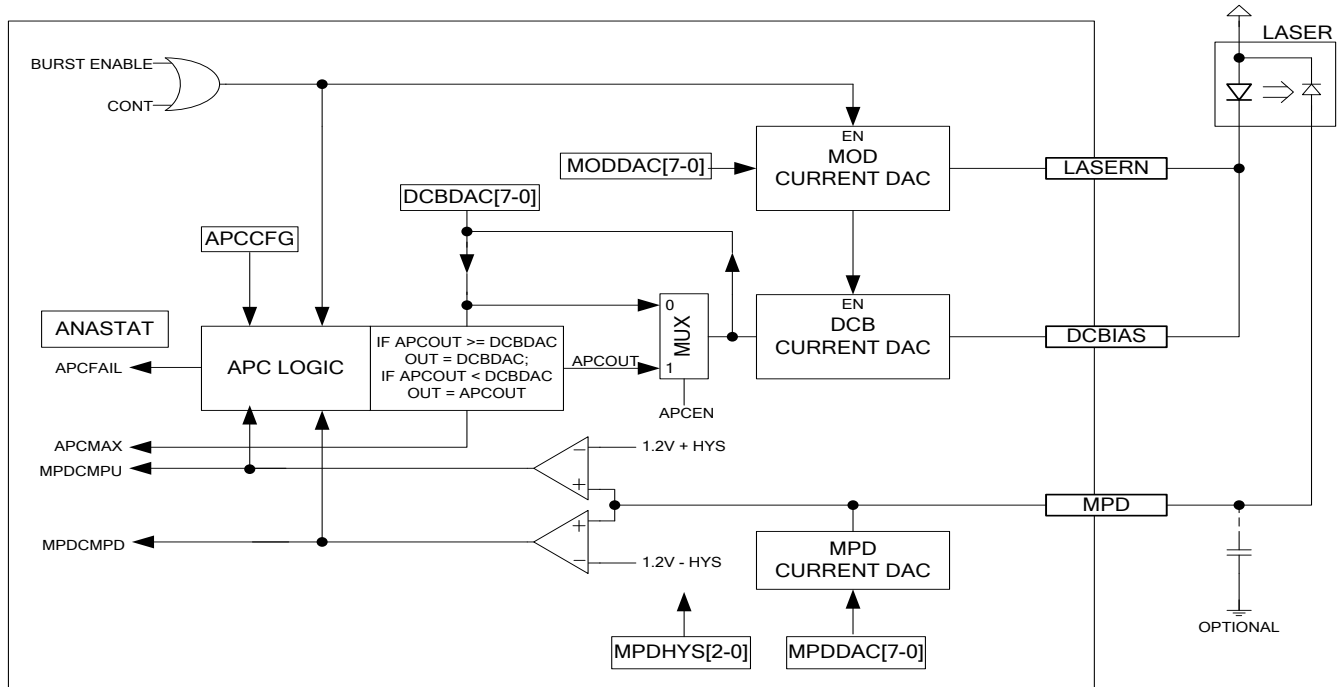 LASER
BURST ENABLE
CONT
EN
MOD
CURRENT DAC
MODDAC[7-0]
LASERN
DCBDAC[7-0]
APCCFG
ANASTAT
APC LOGIC
IF APCOUT >= DCBDAC
OUT = DCBDAC;
IF APCOUT < DCBDAC
OUT = APCOUT
APCOUT
0
MUX
1
APCEN
EN
DCB
CURRENT DAC
DCBIAS
APCFAIL
APCMAX
MPDCMPU
MPDCMPD
−
1.2V + HYS
+
+
−
1.2V - HYS
MPD
MPD
CURRENT DAC
MPDHYS[2-0]
MPDDAC[7-0]
OPTIONAL